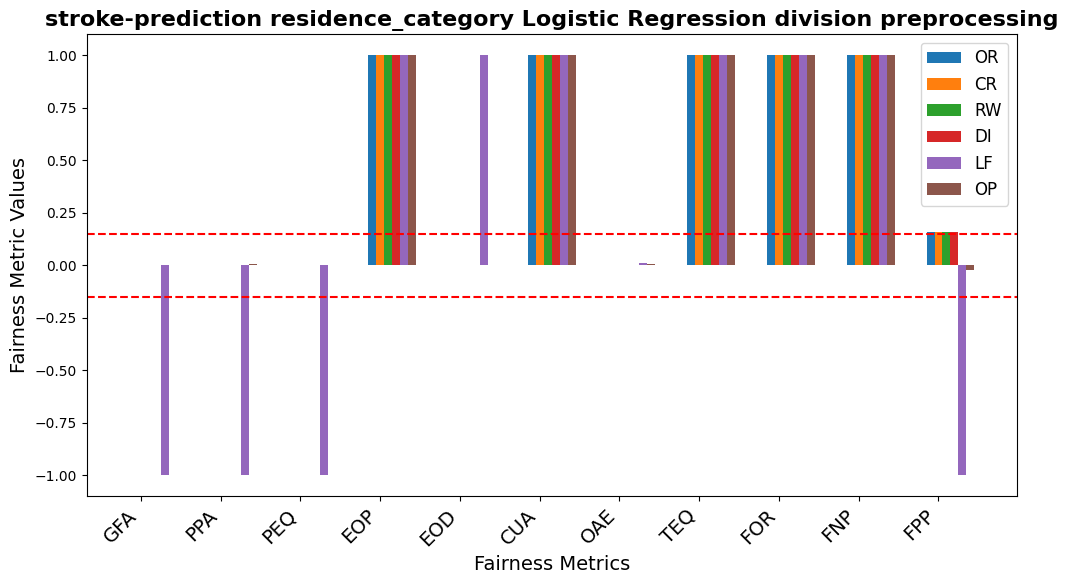 stroke-prediction residence_category Logistic Regression division preprocessing
OR
CR
RW
DI
LF
OP
Fairness Metric Values
1.00
0.75
0.50
0.25
0.00
−0.25
−0.50
−0.75
−1.00
GFA
PPA
PEQ
EOP
EOD
CUA
OAE
TEQ
FOR
FNP
FPP
Fairness Metrics